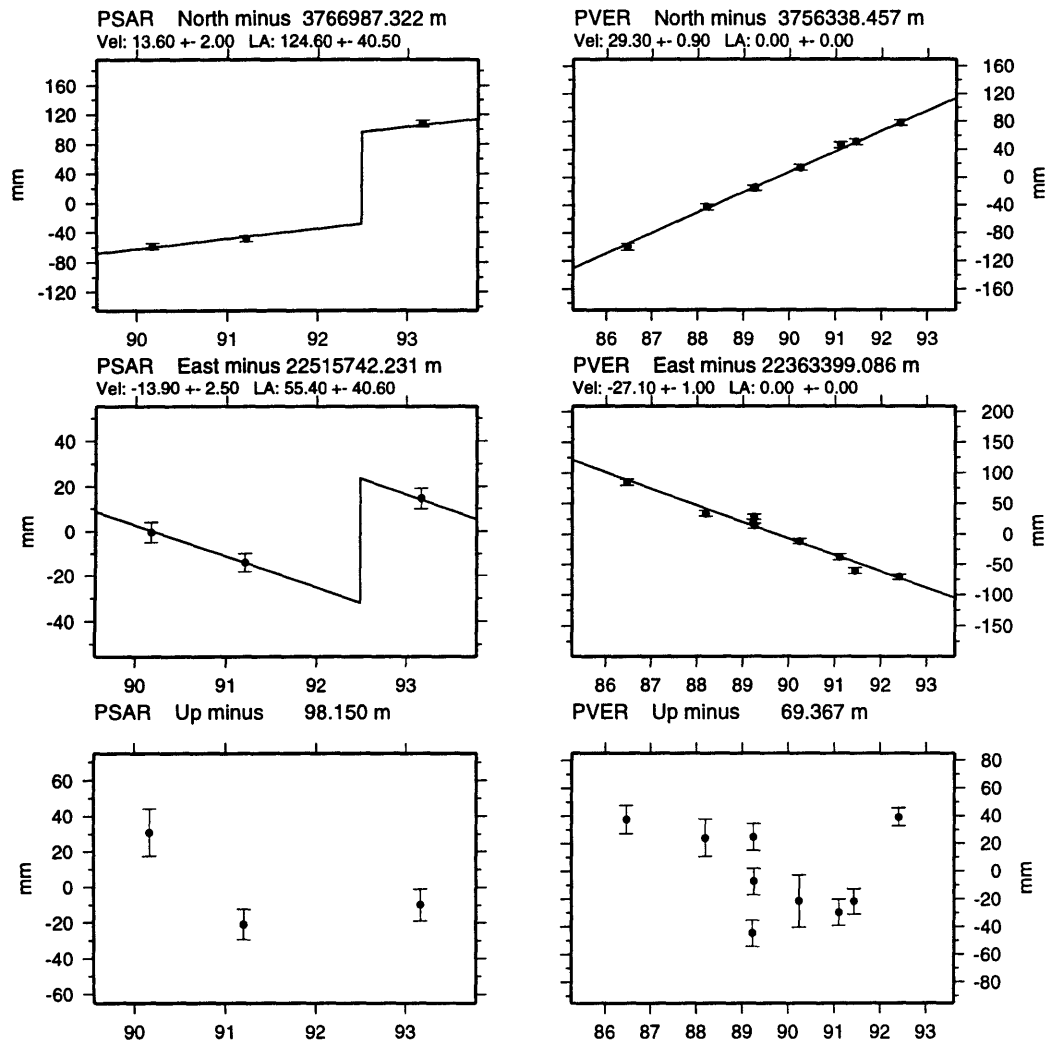 PSAR North minus 3766987.322 m
Vel: 13.60 +- 2.00 LA: 124.60 +- 40.50
160
120
80
40
0
-40
-80
-120
mm
90 91 92 93
PVER North minus 3756338.457 m
Vel: 29.30 +- 0.90 LA: 0.00 +- 0.00
160
120
80
40
0
-40
-80
-120
-160
mm
86 87 88 89 90 91 92 93
PSAR East minus 22515742.231 m
Vel: -13.90 +- 2.50 LA: 55.40 +- 40.60
40
20
0
-20
-40
mm
90 91 92 93
PVER East minus 22363399.086 m
Vel: -27.10 +- 1.00 LA: 0.00 +- 0.00
200
150
100
50
0
-50
-100
-150
mm
86 87 88 89 90 91 92 93
PSAR Up minus 98.150 m
60
40
20
0
-20
-40
-60
mm
90 91 92 93
PVER Up minus 69.367 m
80
60
40
20
0
-20
-40
-60
-80
mm
86 87 88 89 90 91 92 93